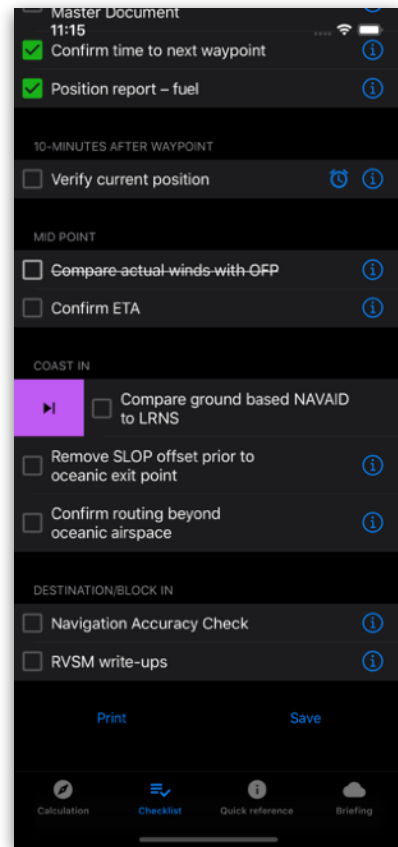 Master Document
11:15
Confirm time to next waypoint
Position report – fuel
10-MINUTES AFTER WAYPOINT
Verify current position
MID POINT
Compare actual winds with OFP
Confirm ETA
COAST IN
Compare ground based NAVAID
to LRNS
Remove SLOP offset prior to
oceanic exit point
Confirm routing beyond
oceanic airspace
DESTINATION/BLOCK IN
Navigation Accuracy Check
RVSM write-ups
Print Save
Calculation Checklist Quick reference Briefing